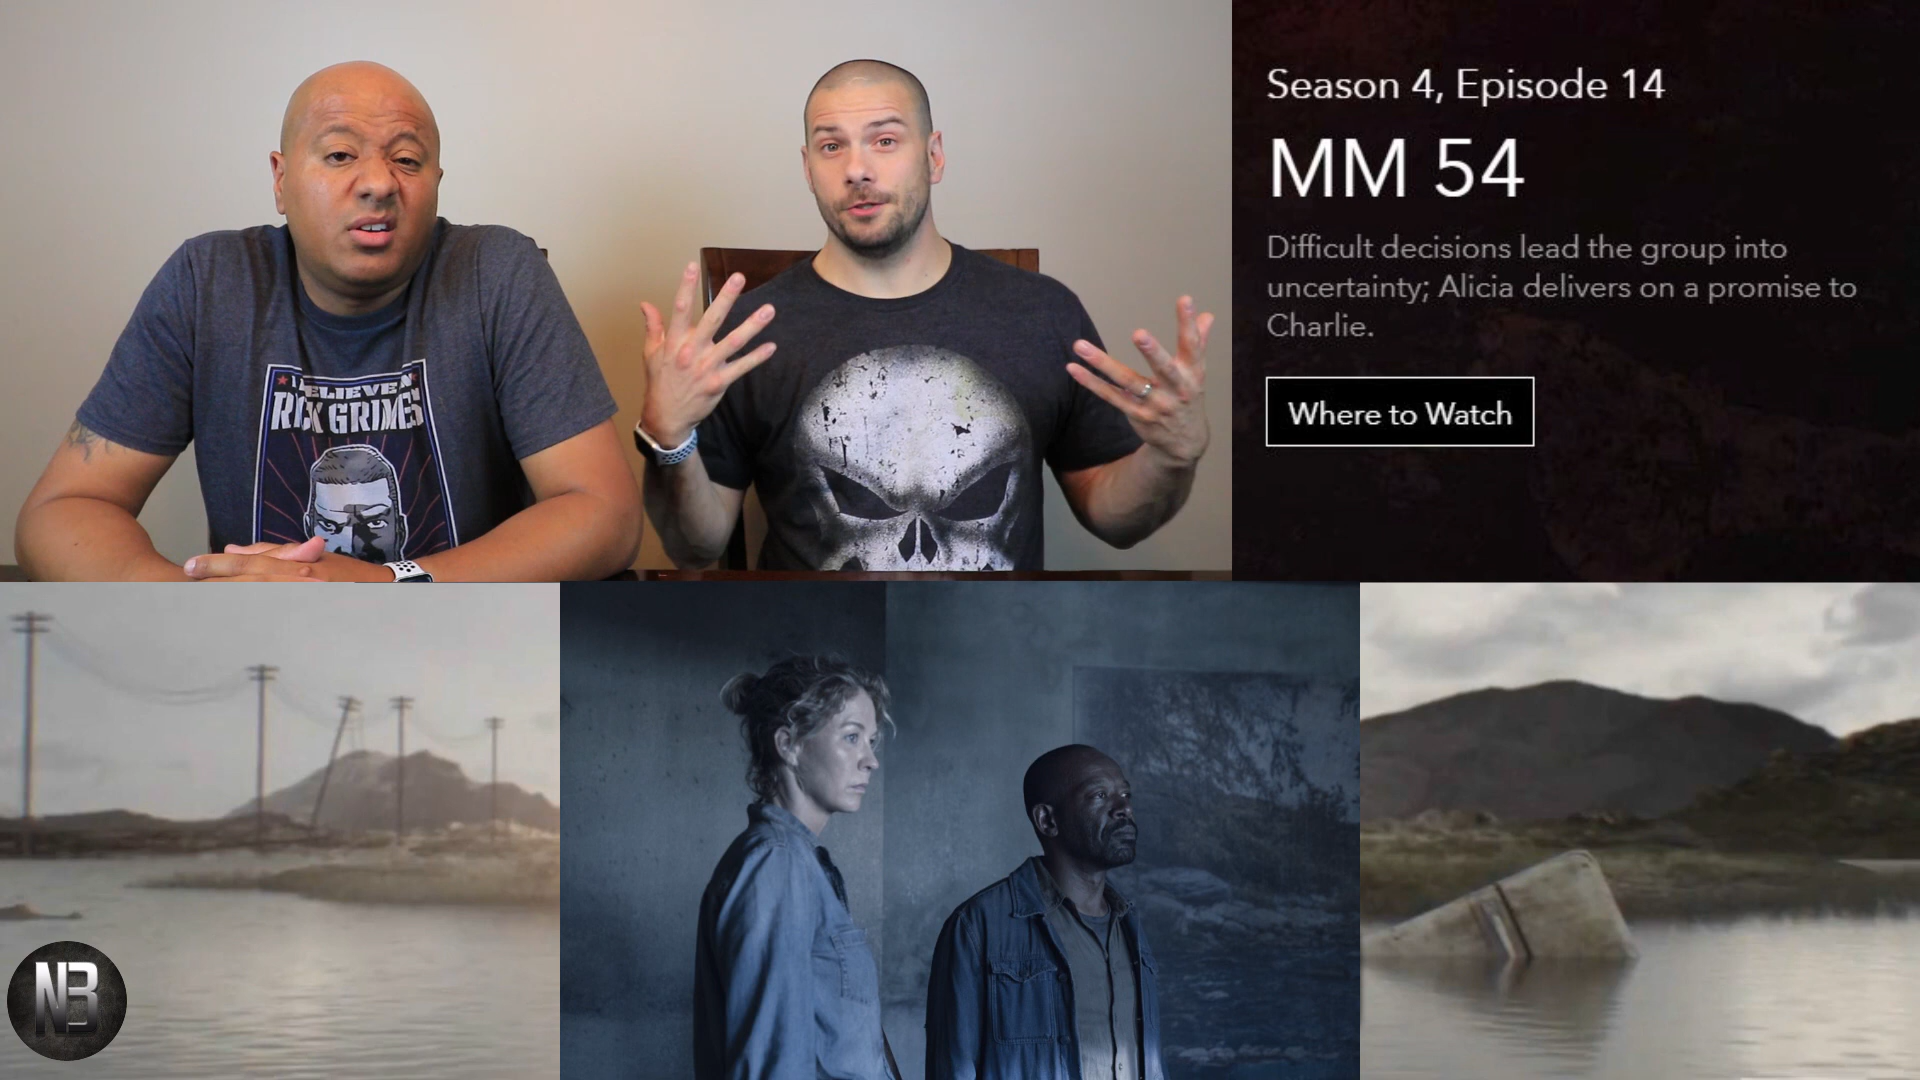 I BELIEVE IN
RICK GRIMES
Season 4, Episode 14
MM 54
Difficult decisions lead the group into
uncertainty; Alicia delivers on a promise to
Charlie.
Where to Watch
NB